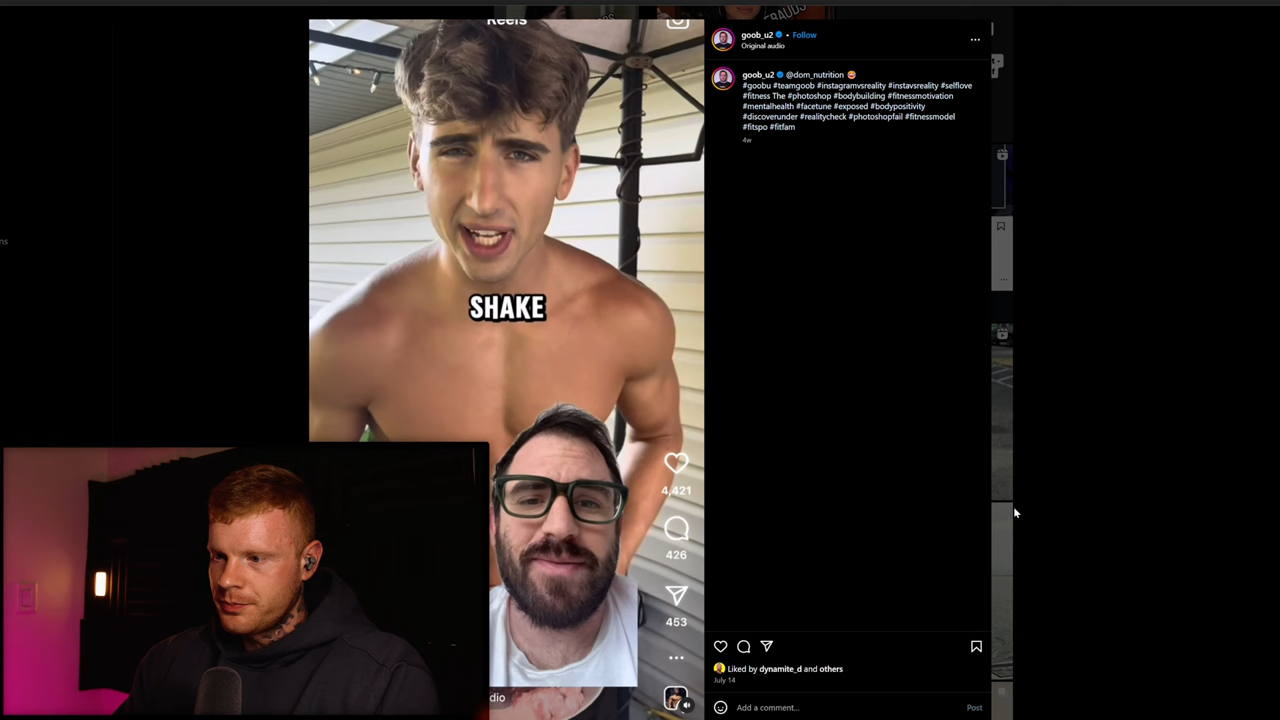 Reels
goob_u2 • Follow
Original audio
goob_u2 @dom_nutrition 🤩
#goobu #teamgoob #instagramvsreality #instavsreality #selflove
#fitness The #photoshop #bodybuilding #fitnessmotivation
#mentalhealth #facetune #exposed #bodypositivity
#discoverunder #realitycheck #photoshopfail #fitnessmodel
#fitspo #fitfam
4w
SHAKE
4,421
426
453
dio
Liked by dynamite_d and others
July 14
Add a comment...
Post